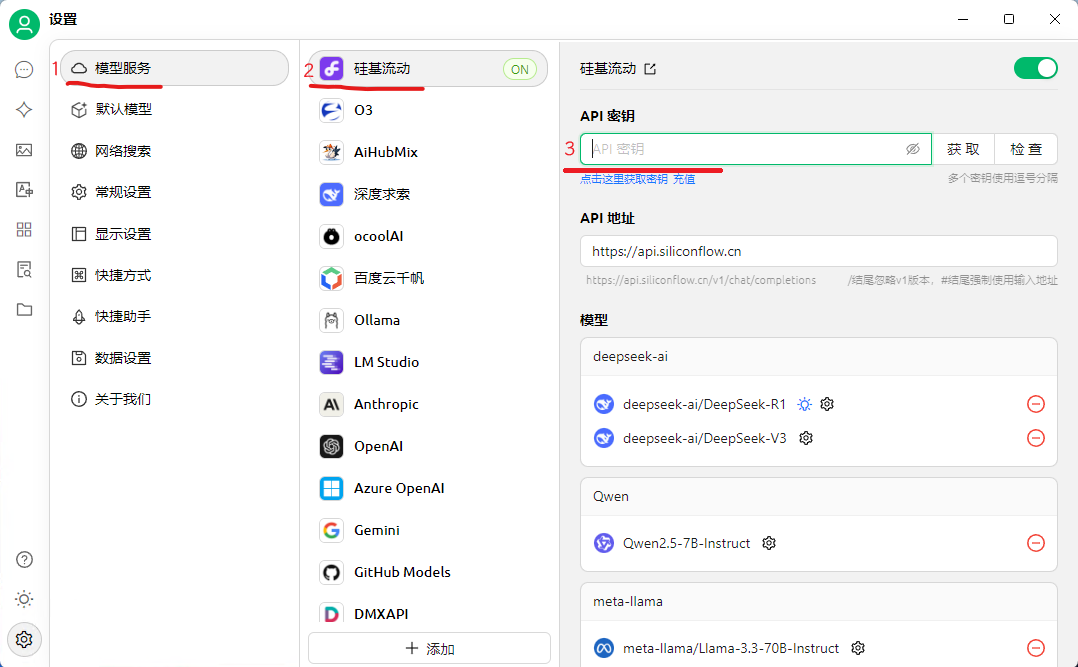 设置
1
模型服务
默认模型
网络搜索
常规设置
显示设置
快捷方式
快捷助手
数据设置
关于我们
2
硅基流动
ON
O3
AiHubMix
深度求索
ocoolAI
百度云千帆
Ollama
LM Studio
Anthropic
OpenAI
Azure OpenAI
Gemini
GitHub Models
DMXAPI
添加
硅基流动
API 密钥
3
API 密钥
获 取
检 查
点击这里获取密钥 充值
多个密钥使用逗号分隔
API 地址
https://api.siliconflow.cn
https://api.siliconflow.cn/v1/chat/completions
/结尾忽略v1版本，#结尾强制使用输入地址
模型
deepseek-ai
deepseek-ai/DeepSeek-R1
deepseek-ai/DeepSeek-V3
Qwen
Qwen2.5-7B-Instruct
meta-llama
meta-llama/Llama-3.3-70B-Instruct